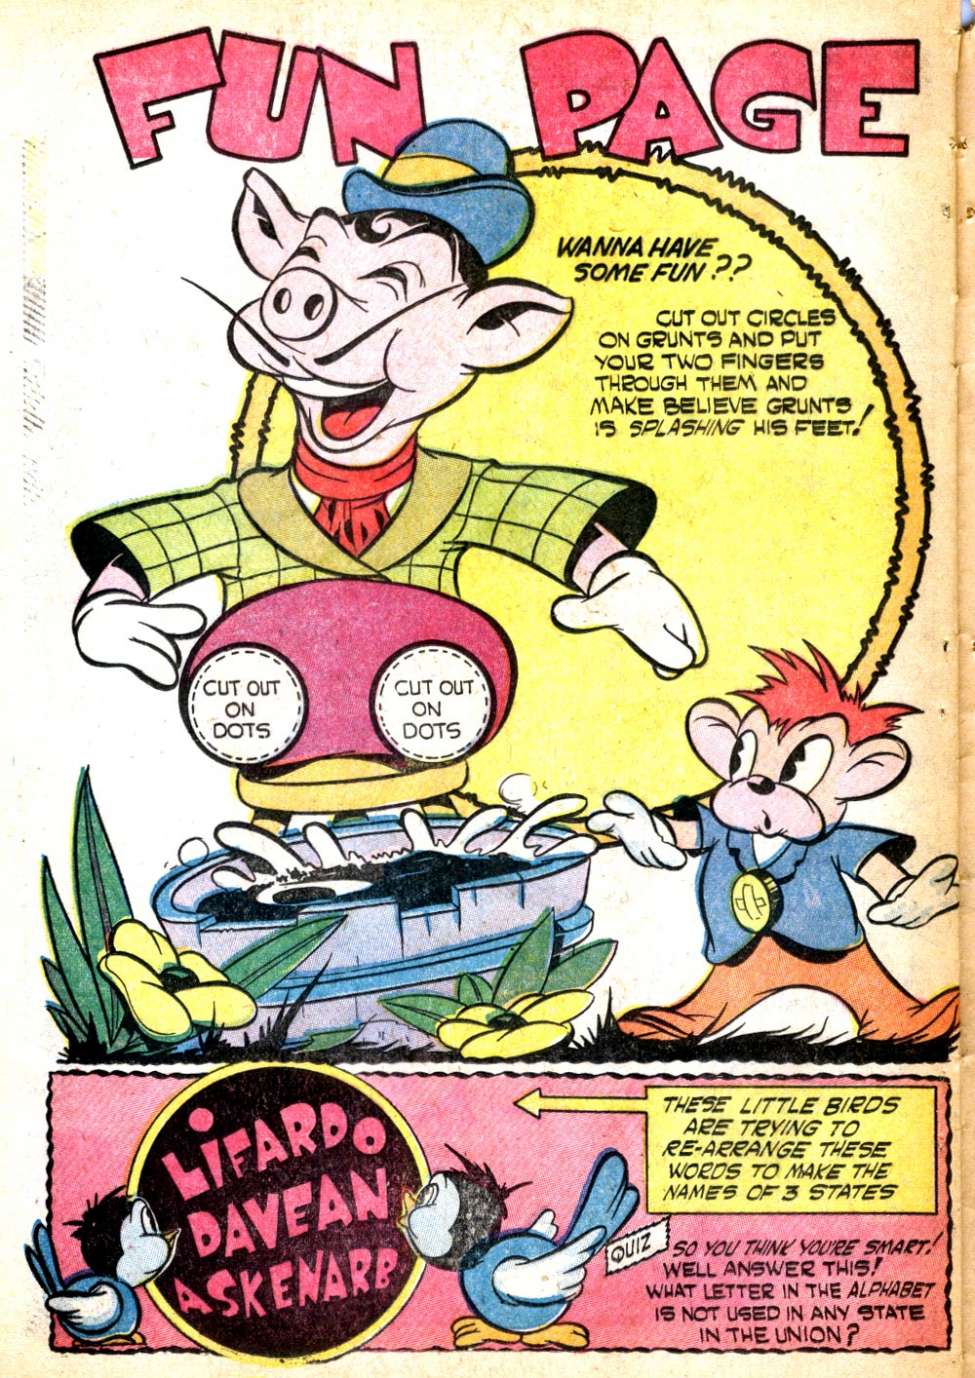 FUN PAGE
WANNA HAVE
SOME FUN??
CUT OUT CIRCLES
ON GRUNTS AND PUT
YOUR TWO FINGERS
THROUGH THEM AND
MAKE BELIEVE GRUNTS
IS SPLASHING HIS FEET!
CUT OUT
ON
DOTS
CUT OUT
ON
DOTS
LIFARDO
DAVEAN
ASKENARB
THESE LITTLE BIRDS
ARE TRYING TO
RE-ARRANGE THESE
WORDS TO MAKE THE
NAMES OF 3 STATES
QUIZ
SO YOU THINK YOU'RE SMART!
WELL ANSWER THIS!
WHAT LETTER IN THE ALPHABET
IS NOT USED IN ANY STATE
IN THE UNION?